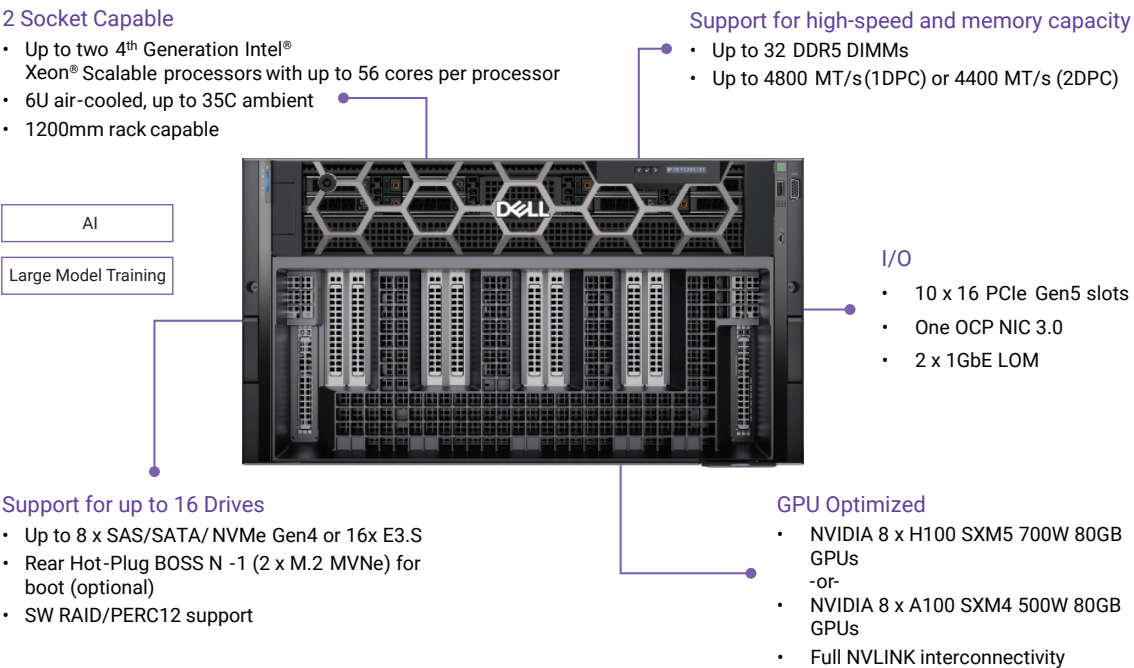 2 Socket Capable
• Up to two 4th Generation Intel®
Xeon® Scalable processors with up to 56 cores per processor
• 6U air-cooled, up to 35C ambient
• 1200mm rack capable
Support for high-speed and memory capacity
• Up to 32 DDR5 DIMMs
• Up to 4800 MT/s (1DPC) or 4400 MT/s (2DPC)
AI
Large Model Training
DELL
I/O
• 10 x 16 PCIe Gen5 slots
• One OCP NIC 3.0
• 2 x 1GbE LOM
Support for up to 16 Drives
• Up to 8 x SAS/SATA/NVMe Gen4 or 16x E3.S
• Rear Hot-Plug BOSS N -1 (2 x M.2 MVNe) for
boot (optional)
• SW RAID/PERC12 support
GPU Optimized
• NVIDIA 8 x H100 SXM5 700W 80GB
GPUs
-or-
• NVIDIA 8 x A100 SXM4 500W 80GB
GPUs
• Full NVLINK interconnectivity